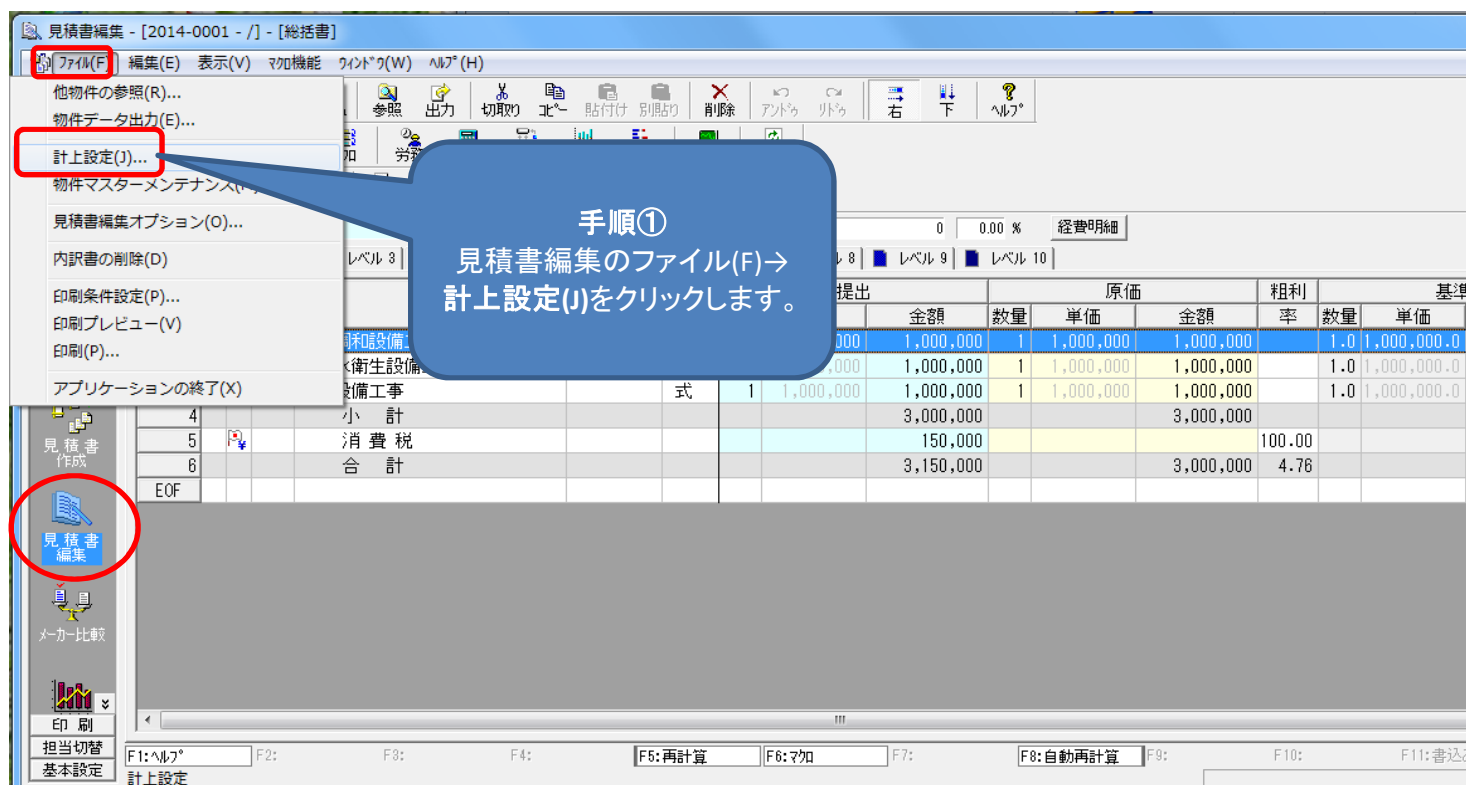 見積書編集 - [2014-0001 - /] - [総括書]
ﾌｧｲﾙ(F) 編集(E) 表示(V) ﾏｸﾛ機能 ｳｨﾝﾄﾞｳ(W) ﾍﾙﾌﾟ(H)
他物件の参照(R)...
物件データ出力(E)...
計上設定(J)...
物件マスターメンテナンス
見積書編集オプション(O)...
内訳書の削除(D)
印刷条件設定(P)...
印刷プレビュー(V)
印刷(P)...
アプリケーションの終了(X)
参照 出力 切取り ｺﾋﾟｰ 貼付け 別貼り 削除 ｱﾝﾄﾞｩ ﾘﾄﾞｩ 右 下 ﾍﾙﾌﾟ
手順①
見積書編集のファイル(F)→
計上設定(J)をクリックします。
0 0.00 % 経費明細
ﾚﾍﾞﾙ 3 ﾚﾍﾞﾙ 9 ﾚﾍﾞﾙ 10
提出 原価 粗利 基準
金額 数量 単価 金額 率 数量 単価
1,000,000 1 1,000,000 1,000,000 1.0 1,000,000.0
1,000,000 1 1,000,000 1,000,000 1.0 1,000,000.0
設備工事 式 1 1,000,000 1,000,000 1 1,000,000 1,000,000 1.0 1,000,000.0
4 小 計 3,000,000 3,000,000
5 消 費 税 150,000 100.00
6 合 計 3,150,000 3,000,000 4.76
EOF
見積書
作成
見積書
編集
ﾒｰｶｰ比較
印 刷
担当切替
基本設定
F1:ﾍﾙﾌﾟ F2: F3: F4: F5:再計算 F6:ﾏｸﾛ F7: F8:自動再計算 F9: F10: F11:書込
計上設定